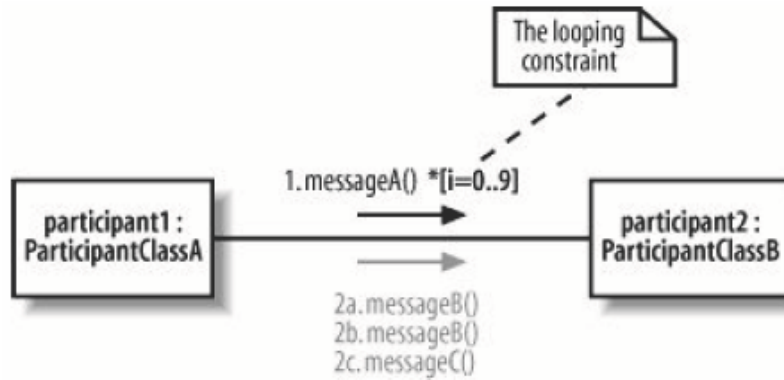 The looping
constraint
1. messageA() *[i=0..9]
participant1 :
ParticipantClassA
participant2 :
ParticipantClassB
2a. messageB()
2b. messageB()
2c. messageC()